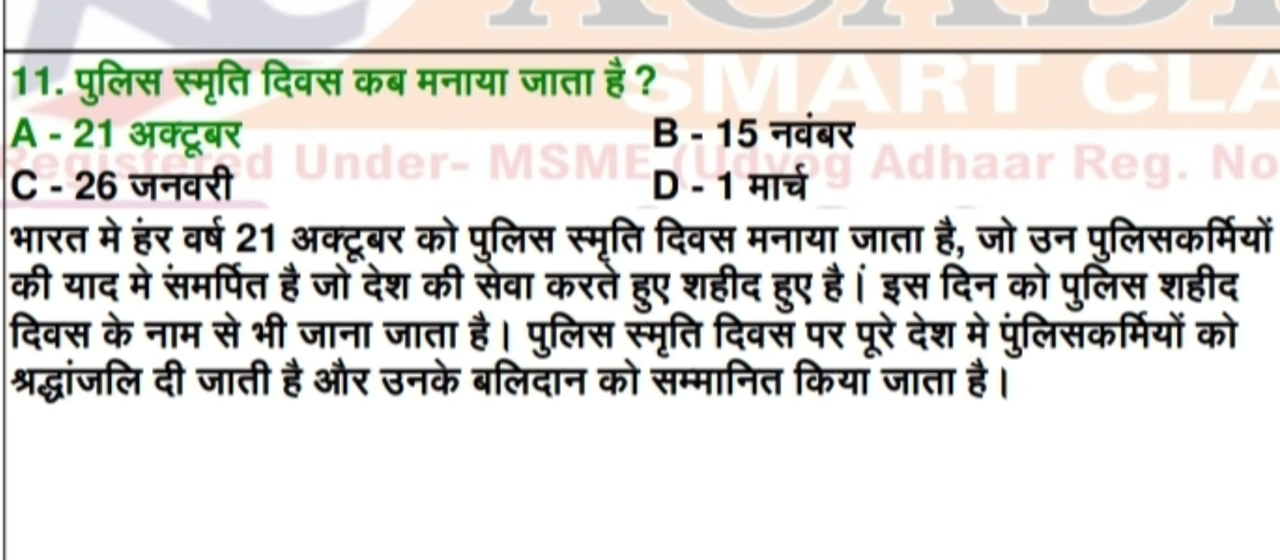 ACADE
SMART CLA
11. पुलिस स्मृति दिवस कब मनाया जाता है ?
A - 21 अक्टूबर
B - 15 नवंबर
Registered Under- MSME (Udyog Adhaar Reg. No
C - 26 जनवरी
D - 1 मार्च
भारत मे हंर वर्ष 21 अक्टूबर को पुलिस स्मृति दिवस मनाया जाता है, जो उन पुलिसकर्मियों
की याद मे संमर्पित है जो देश की सेवा करते हुए शहीद हुए है। इस दिन को पुलिस शहीद
दिवस के नाम से भी जाना जाता है। पुलिस स्मृति दिवस पर पूरे देश मे पुंलिसकर्मियों को
श्रद्धांजलि दी जाती है और उनके बलिदान को सम्मानित किया जाता है।